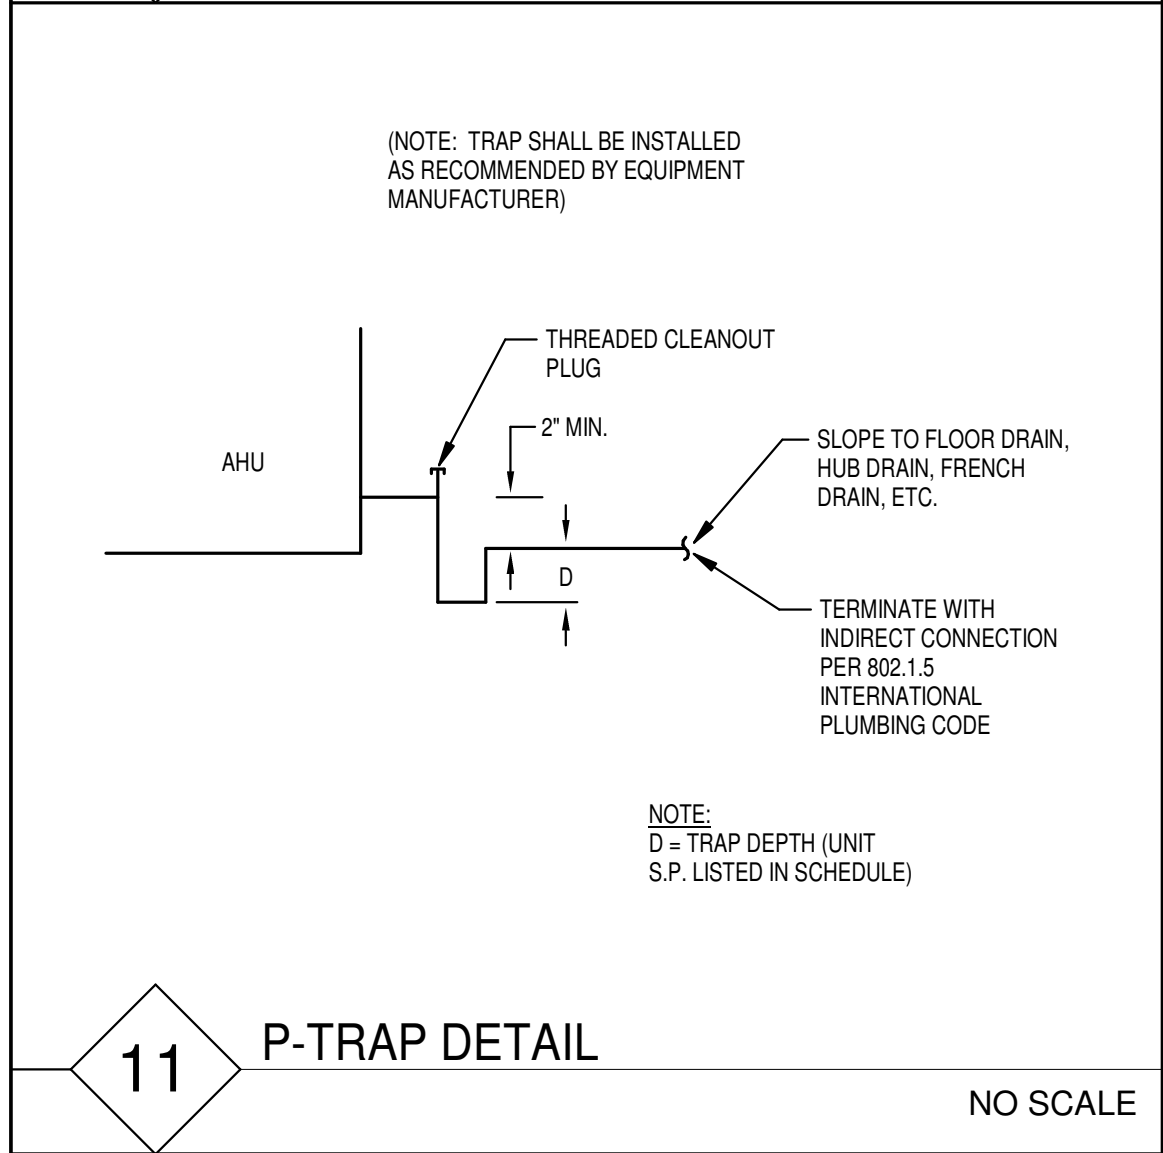 (NOTE: TRAP SHALL BE INSTALLED
AS RECOMMENDED BY EQUIPMENT
MANUFACTURER)
THREADED CLEANOUT
PLUG
2" MIN.
AHU
SLOPE TO FLOOR DRAIN,
HUB DRAIN, FRENCH
DRAIN, ETC.
D
TERMINATE WITH
INDIRECT CONNECTION
PER 802.1.5
INTERNATIONAL
PLUMBING CODE
NOTE:
D = TRAP DEPTH (UNIT
S.P. LISTED IN SCHEDULE)
11
P-TRAP DETAIL
NO SCALE